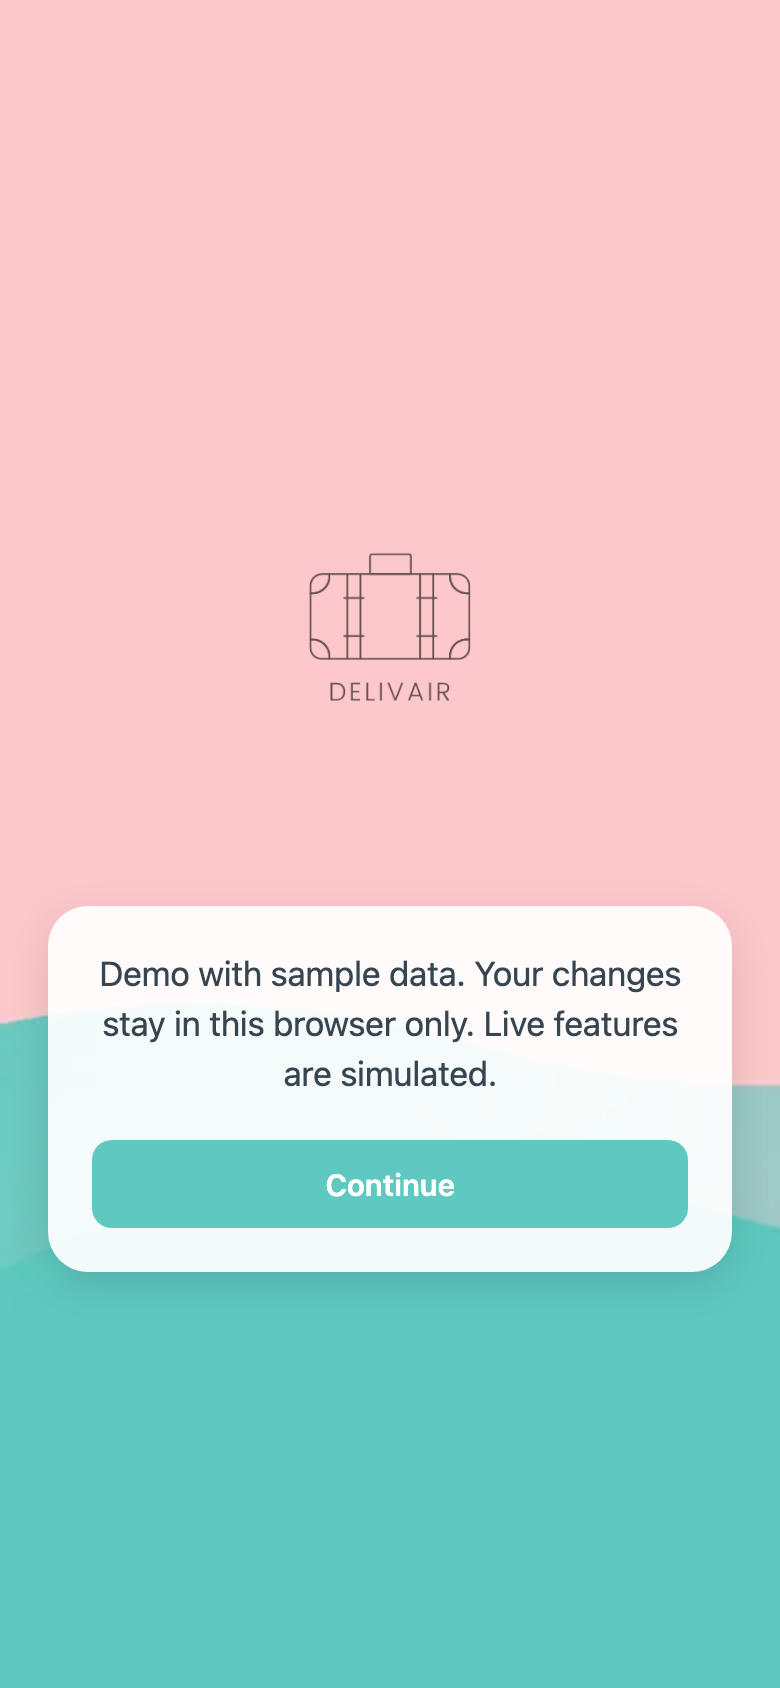 DELIVAIR
Demo with sample data. Your changes
stay in this browser only. Live features
are simulated.
Continue